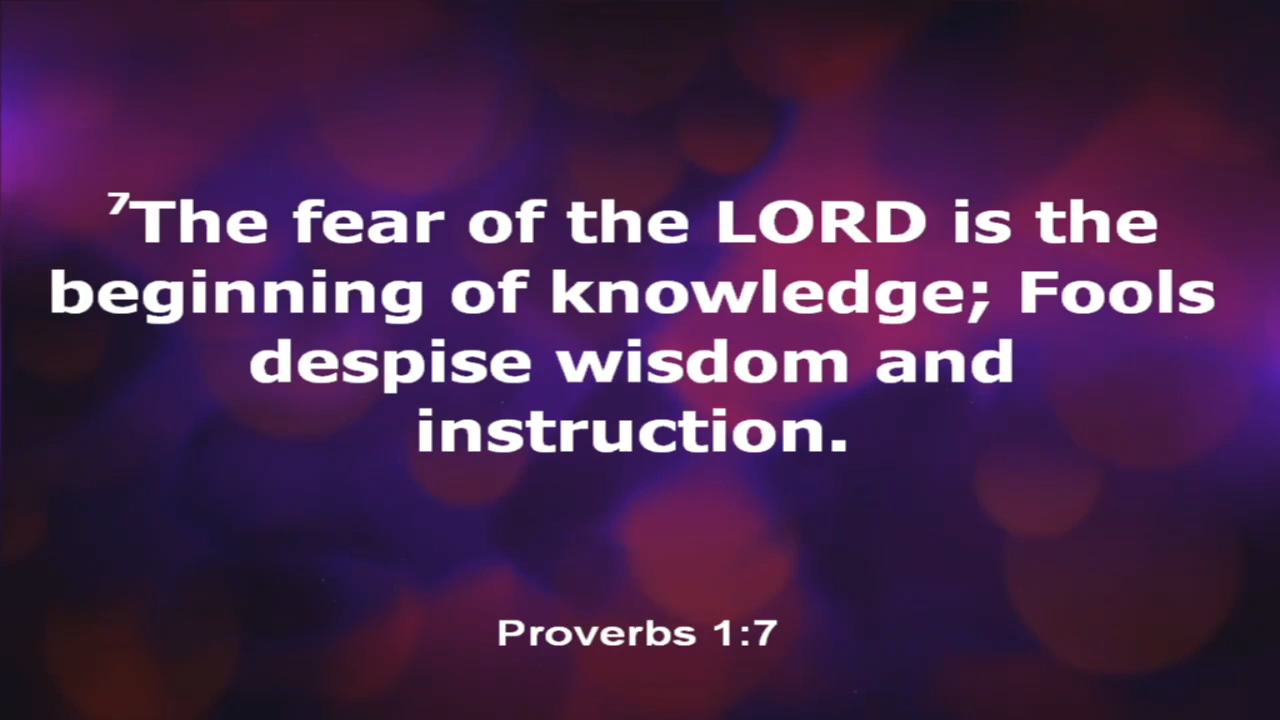 ⁷The fear of the LORD is the
beginning of knowledge; Fools
despise wisdom and
instruction.
Proverbs 1:7